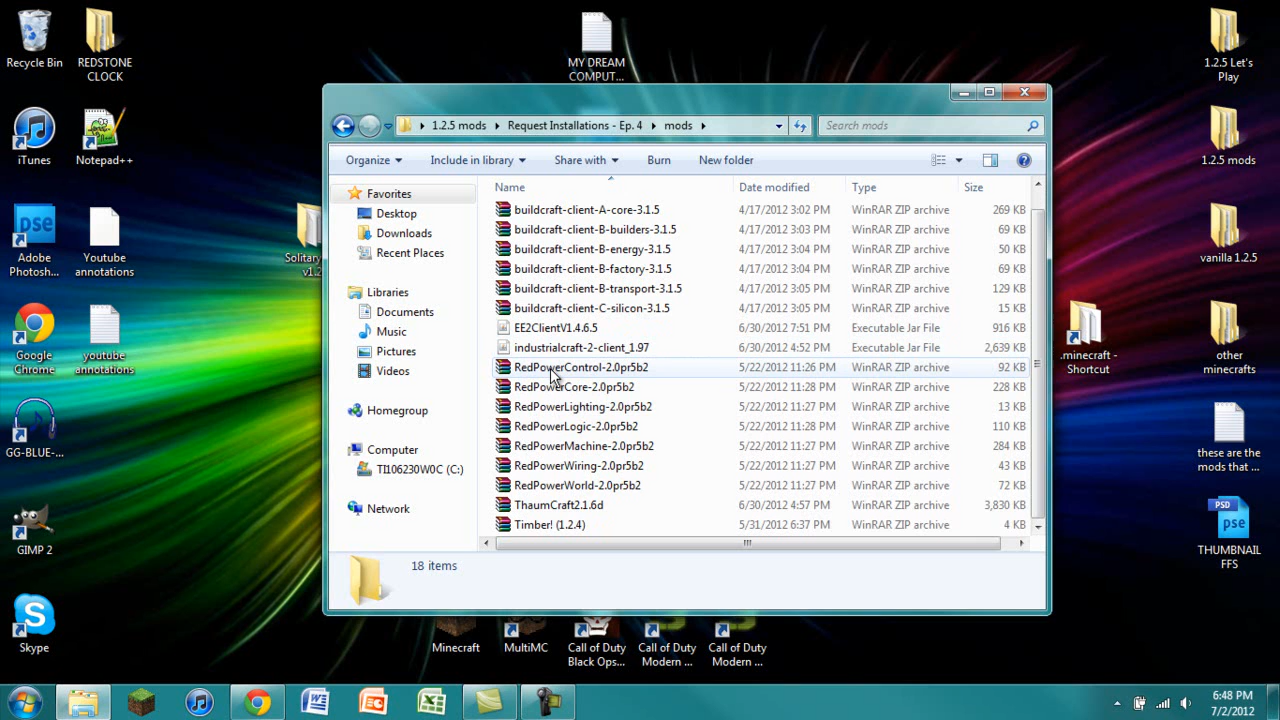 Recycle Bin
REDSTONE
CLOCK
MY DREAM
COMPUT...
1.2.5 Let's
Play
iTunes
Notepad++
1.2.5 mods
Adobe
Photosh...
Youtube
annotations
Solitary
v1.2
vanilla 1.2.5
Google
Chrome
youtube
annotations
.minecraft -
Shortcut
other
minecrafts
GG-BLUE-...
these are the
mods that ...
GIMP 2
PSD
THUMBNAIL
FFS
Skype
Minecraft
MultiMC
Call of Duty
Black Ops...
Call of Duty
Modern ...
Call of Duty
Modern ...
1.2.5 mods
Request Installations - Ep. 4
mods
Search mods
Organize
Include in library
Share with
Burn
New folder
Favorites
Desktop
Downloads
Recent Places
Libraries
Documents
Music
Pictures
Videos
Homegroup
Computer
TI106230W0C (C:)
Network
Name Date modified Type Size
buildcraft-client-A-core-3.1.5 4/17/2012 3:02 PM WinRAR ZIP archive 269 KB
buildcraft-client-B-builders-3.1.5 4/17/2012 3:03 PM WinRAR ZIP archive 69 KB
buildcraft-client-B-energy-3.1.5 4/17/2012 3:04 PM WinRAR ZIP archive 50 KB
buildcraft-client-B-factory-3.1.5 4/17/2012 3:04 PM WinRAR ZIP archive 69 KB
buildcraft-client-B-transport-3.1.5 4/17/2012 3:05 PM WinRAR ZIP archive 129 KB
buildcraft-client-C-silicon-3.1.5 4/17/2012 3:05 PM WinRAR ZIP archive 15 KB
EE2ClientV1.4.6.5 6/30/2012 7:51 PM Executable Jar File 916 KB
industrialcraft-2-client_1.97 6/30/2012 4:52 PM Executable Jar File 2,639 KB
RedPowerControl-2.0pr5b2 5/22/2012 11:26 PM WinRAR ZIP archive 92 KB
RedPowerCore-2.0pr5b2 5/22/2012 11:28 PM WinRAR ZIP archive 228 KB
RedPowerLighting-2.0pr5b2 5/22/2012 11:27 PM WinRAR ZIP archive 13 KB
RedPowerLogic-2.0pr5b2 5/22/2012 11:28 PM WinRAR ZIP archive 110 KB
RedPowerMachine-2.0pr5b2 5/22/2012 11:27 PM WinRAR ZIP archive 284 KB
RedPowerWiring-2.0pr5b2 5/22/2012 11:27 PM WinRAR ZIP archive 43 KB
RedPowerWorld-2.0pr5b2 5/22/2012 11:27 PM WinRAR ZIP archive 72 KB
ThaumCraft2.1.6d 6/30/2012 4:57 PM WinRAR ZIP archive 3,830 KB
Timber! (1.2.4) 5/31/2012 6:37 PM WinRAR ZIP archive 4 KB
18 items
6:48 PM
7/2/2012